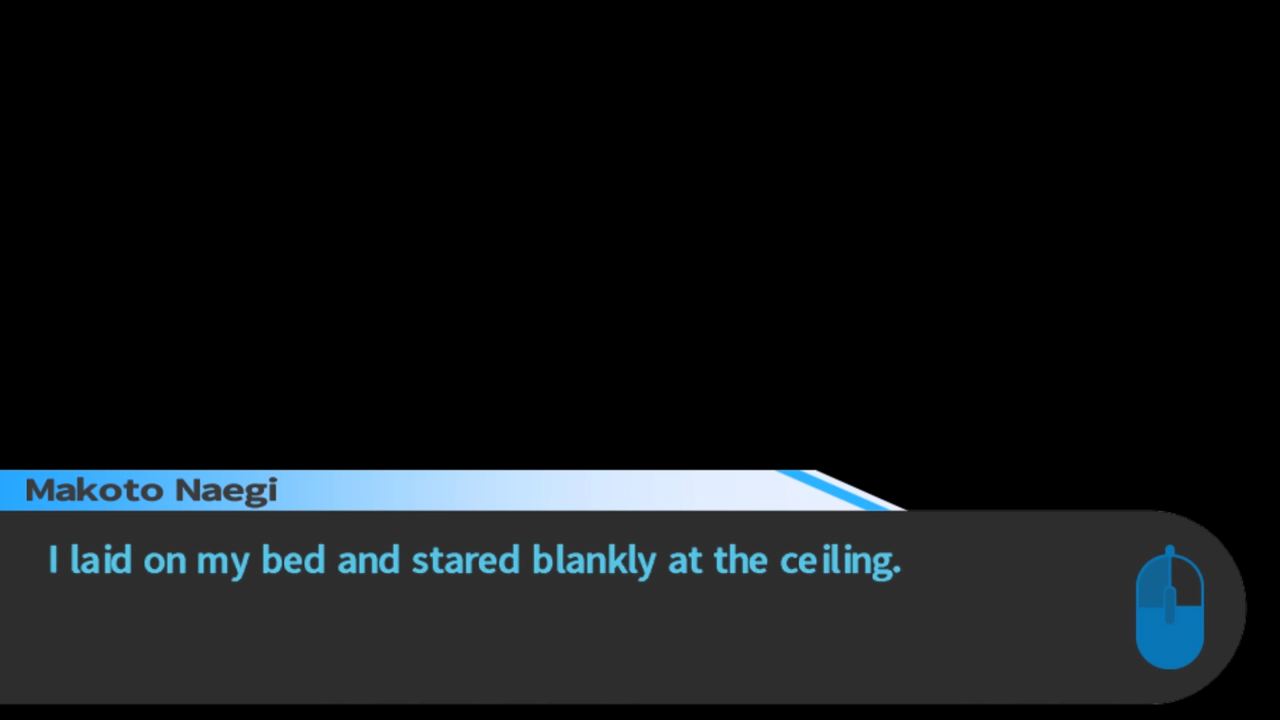 Makoto Naegi
I laid on my bed and stared blankly at the ceiling.